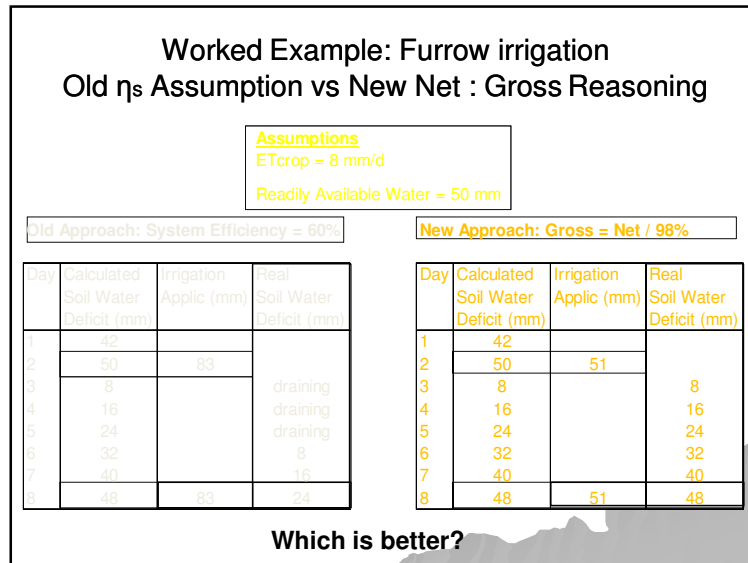 Worked Example: Furrow irrigation
Old ηs Assumption vs New Net : Gross Reasoning
Assumptions
ETcrop = 8 mm/d
Readily Available Water = 50 mm
Old Approach: System Efficiency = 60%
Day Calculated Irrigation Real
Soil Water Applic (mm) Soil Water
Deficit (mm) Deficit (mm)
1 42
2 50 83
3 8 draining
4 16 draining
5 24 draining
6 32 8
7 40 16
8 48 83 24
New Approach: Gross = Net / 98%
Day Calculated Irrigation Real
Soil Water Applic (mm) Soil Water
Deficit (mm) Deficit (mm)
1 42
2 50 51
3 8 8
4 16 16
5 24 24
6 32 32
7 40 40
8 48 51 48
Which is better?